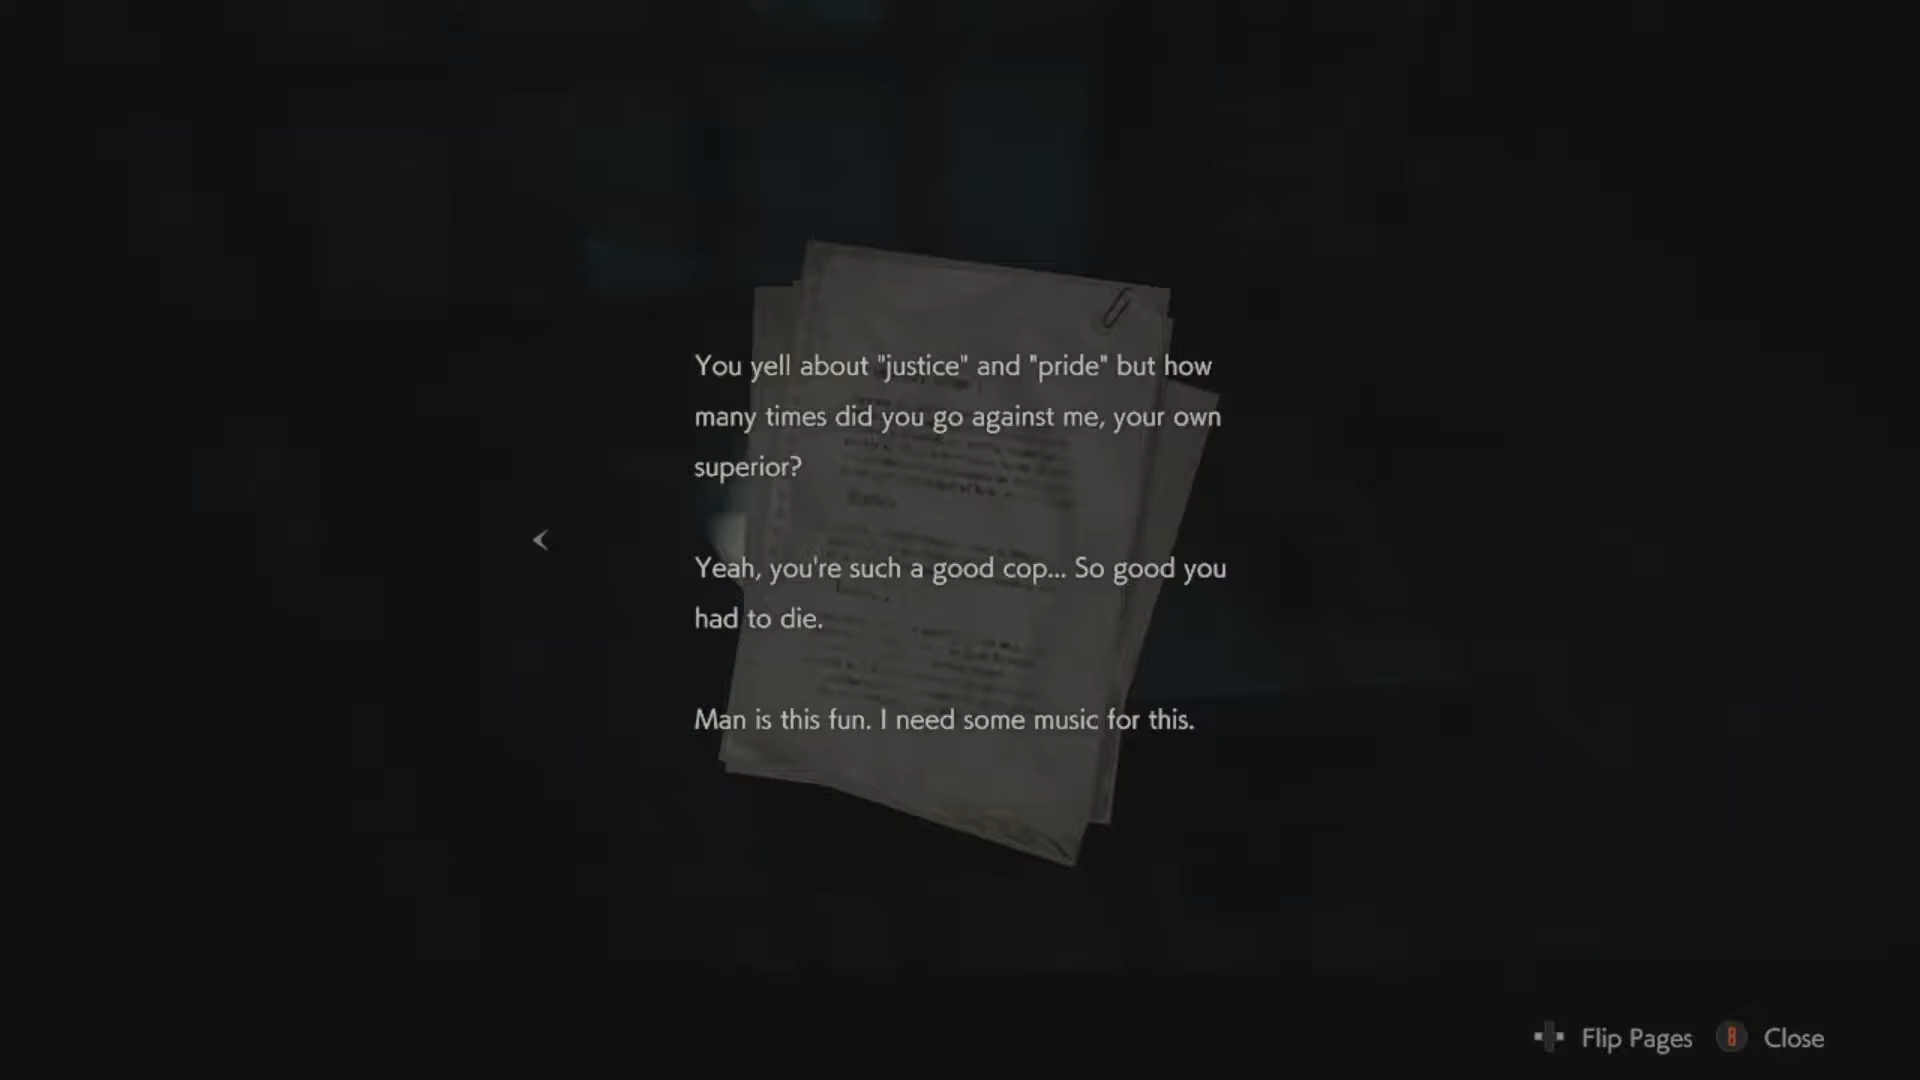 You yell about "justice" and "pride" but how
many times did you go against me, your own
superior?
Yeah, you're such a good cop... So good you
had to die.
Man is this fun. I need some music for this.
Flip Pages B Close